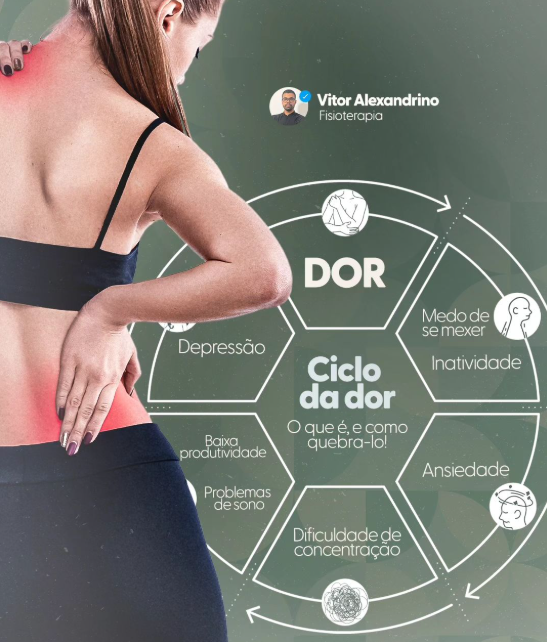 Vitor Alexandrino
Fisioterapia
DOR
Medo de
se mexer
Inatividade
Ansiedade
Dificuldade de
concentração
Baixa
produtividade
Problemas
de sono
Depressão
Ciclo
da dor
O que é, e como
quebra-lo!